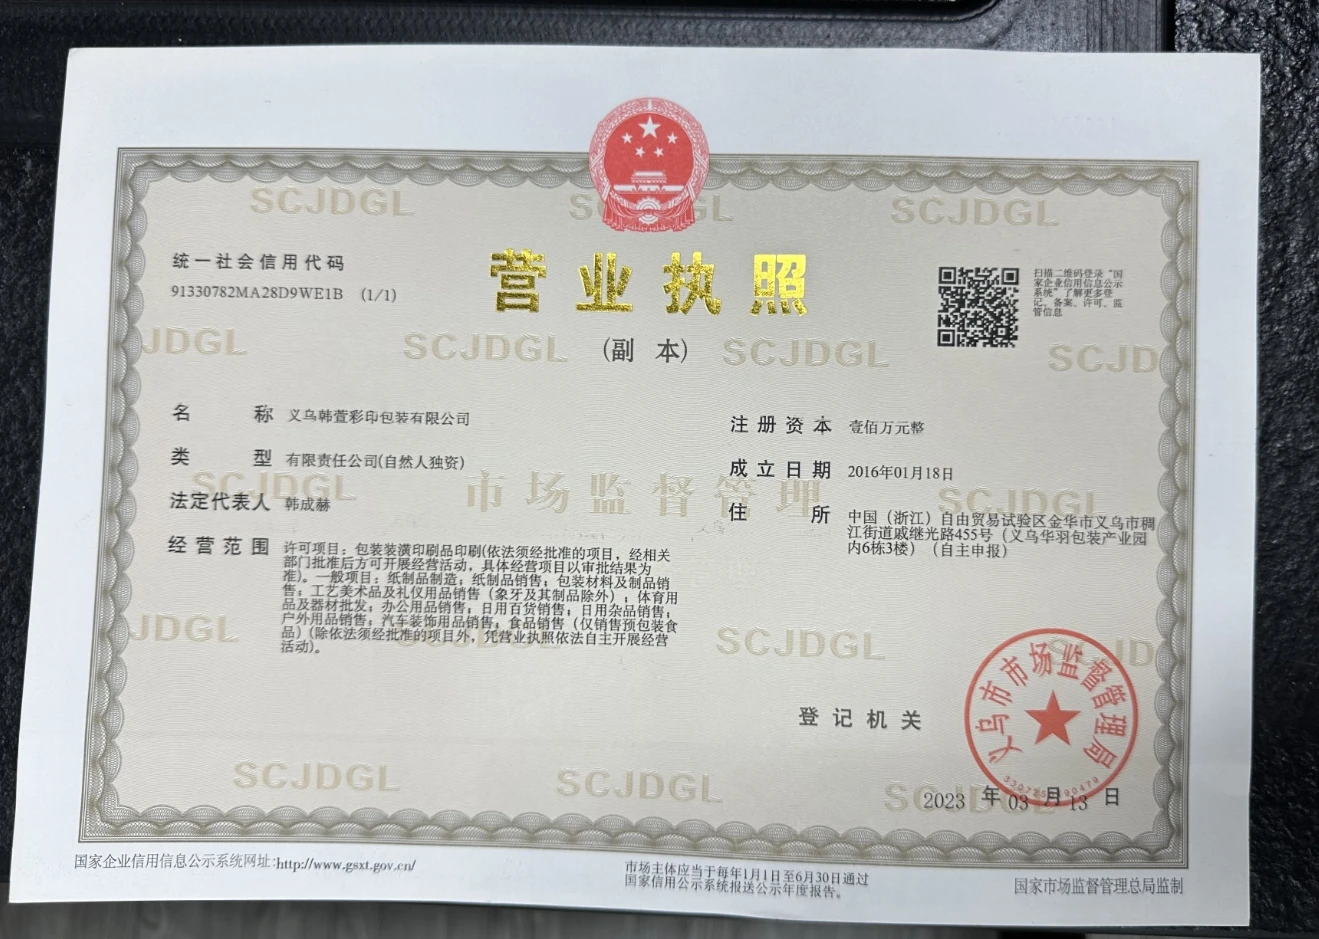 SCJDGL SCJDGL SCJDGL
统一社会信用代码
91330782MA28D9WE1B (1/1)
营业执照
(副 本)
扫描二维码登录“国
家企业信用信息公示
系统”了解更多登
记、备案、许可、监
管信息
JDGL SCJDGL SCJDGL SCJD
名 称 义乌韩萱彩印包装有限公司
类 型 有限责任公司(自然人独资)
法定代表人 韩成赫
经营范围 许可项目：包装装潢印刷品印刷(依法须经批准的项目，经相关
部门批准后方可开展经营活动，具体经营项目以审批结果为
准)。一般项目：纸制品制造；纸制品销售；包装材料及制品销
售；工艺美术品及礼仪用品销售（象牙及其制品除外）；体育用
品及器材批发；办公用品销售；日用百货销售；日用杂品销售；
户外用品销售；汽车装饰用品销售；食品销售（仅销售预包装食
品）(除依法须经批准的项目外，凭营业执照依法自主开展经营
活动)。
注册资本 壹佰万元整
成立日期 2016年01月18日
住 所 中国（浙江）自由贸易试验区金华市义乌市稠
江街道戚继光路455号（义乌华羽包装产业园
内6栋3楼）（自主申报）
SCJDGL 市场监督管理 SCJDGL
JDGL SCJDGL SCJDGL JD
登记机关
义乌市市场监督管理局
2023 年 03 月 13 日
SCJDGL SCJDGL
国家企业信用信息公示系统网址:http://www.gsxt.gov.cn/
市场主体应当于每年1月1日至6月30日通过
国家信用公示系统报送公示年度报告。
国家市场监督管理总局监制